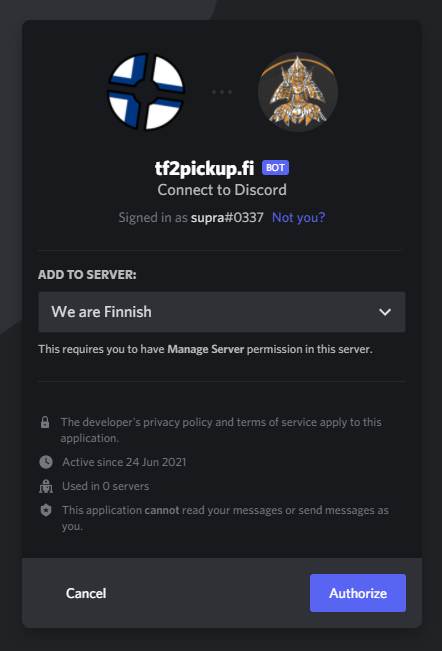 tf2pickup.fi BOT
Connect to Discord
Signed in as supra#0337 Not you?
ADD TO SERVER:
We are Finnish
This requires you to have Manage Server permission in this server.
The developer's privacy policy and terms of service apply to this
application.
Active since 24 Jun 2021
Used in 0 servers
This application cannot read your messages or send messages as
you.
Cancel Authorize